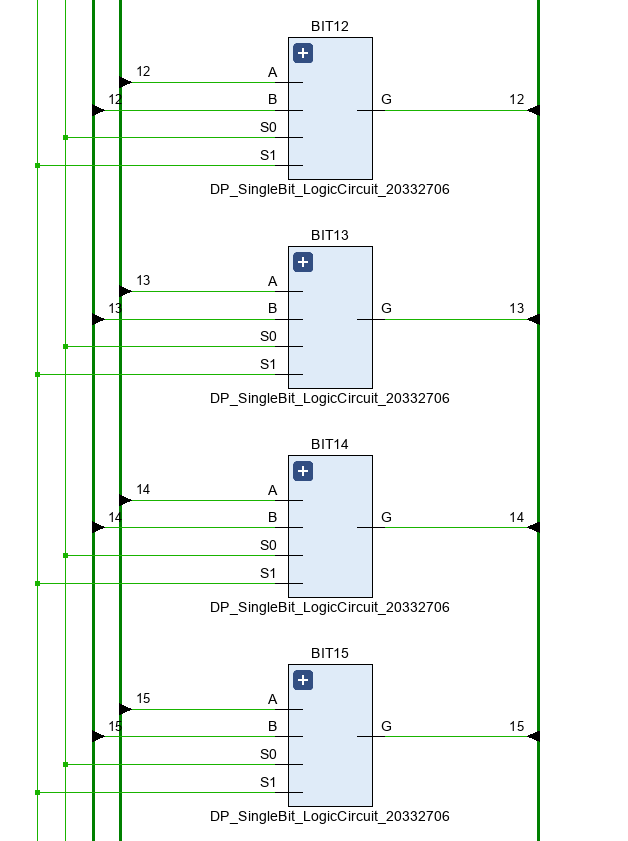 BIT12
12
A
12
B
G
12
S0
S1
DP_SingleBit_LogicCircuit_20332706
BIT13
13
A
13
B
G
13
S0
S1
DP_SingleBit_LogicCircuit_20332706
BIT14
14
A
14
B
G
14
S0
S1
DP_SingleBit_LogicCircuit_20332706
BIT15
15
A
15
B
G
15
S0
S1
DP_SingleBit_LogicCircuit_20332706